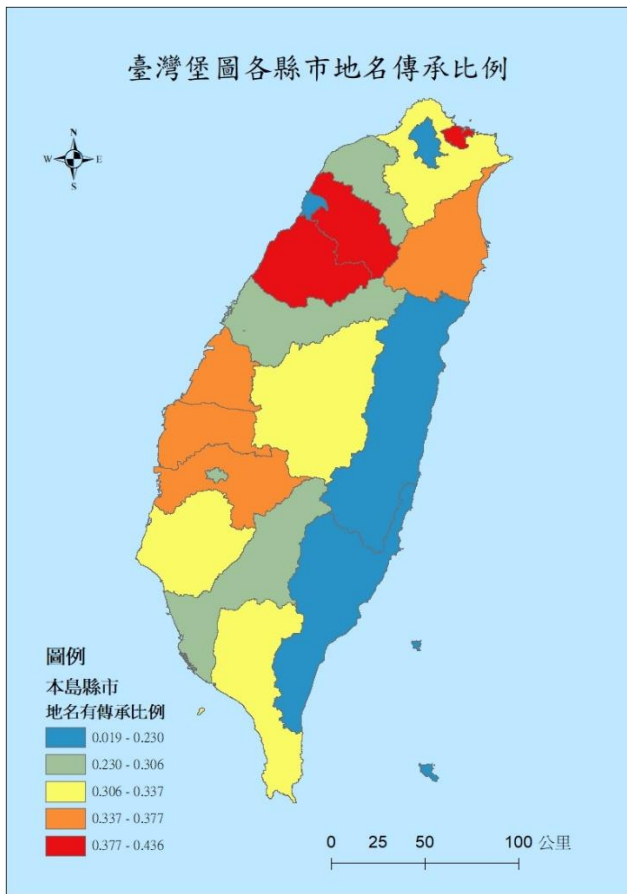 臺灣堡圖各縣市地名傳承比例
N
W E
S
圖例
本島縣市
地名有傳承比例
0.019 - 0.230
0.230 - 0.306
0.306 - 0.337
0.337 - 0.377
0.377 - 0.436
0 25 50 100 公里